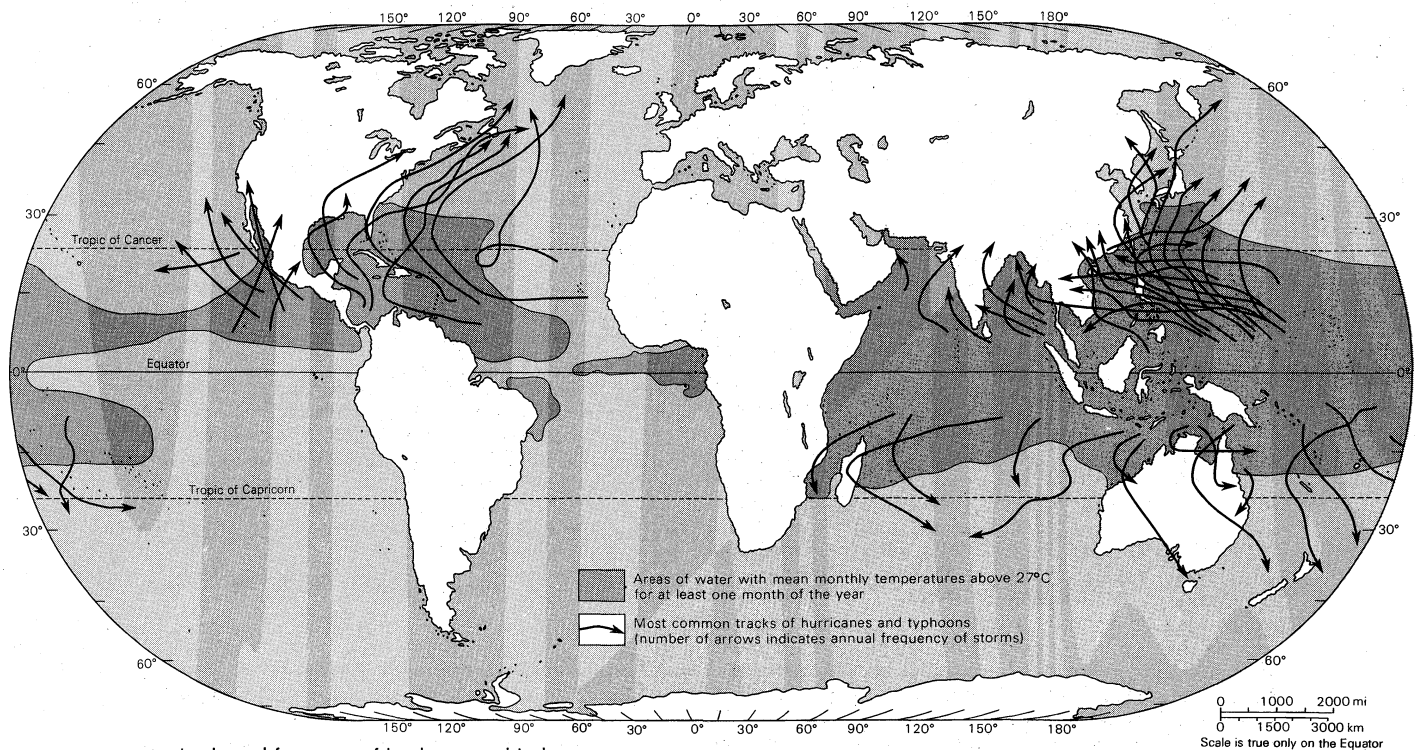 150° 120° 90° 60° 30° 0° 30° 60° 90° 120° 150° 180°
60° 60°
30° 30°
Tropic of Cancer
Equator
0° 0°
Tropic of Capricorn
30° 30°
Areas of water with mean monthly temperatures above 27°C
for at least one month of the year
Most common tracks of hurricanes and typhoons
(number of arrows indicates annual frequency of storms)
60° 60°
0 1000 2000 mi
0 1500 3000 km
Scale is true only on the Equator
150° 120° 90° 60° 30° 0° 30° 60° 90° 120° 150° 180°